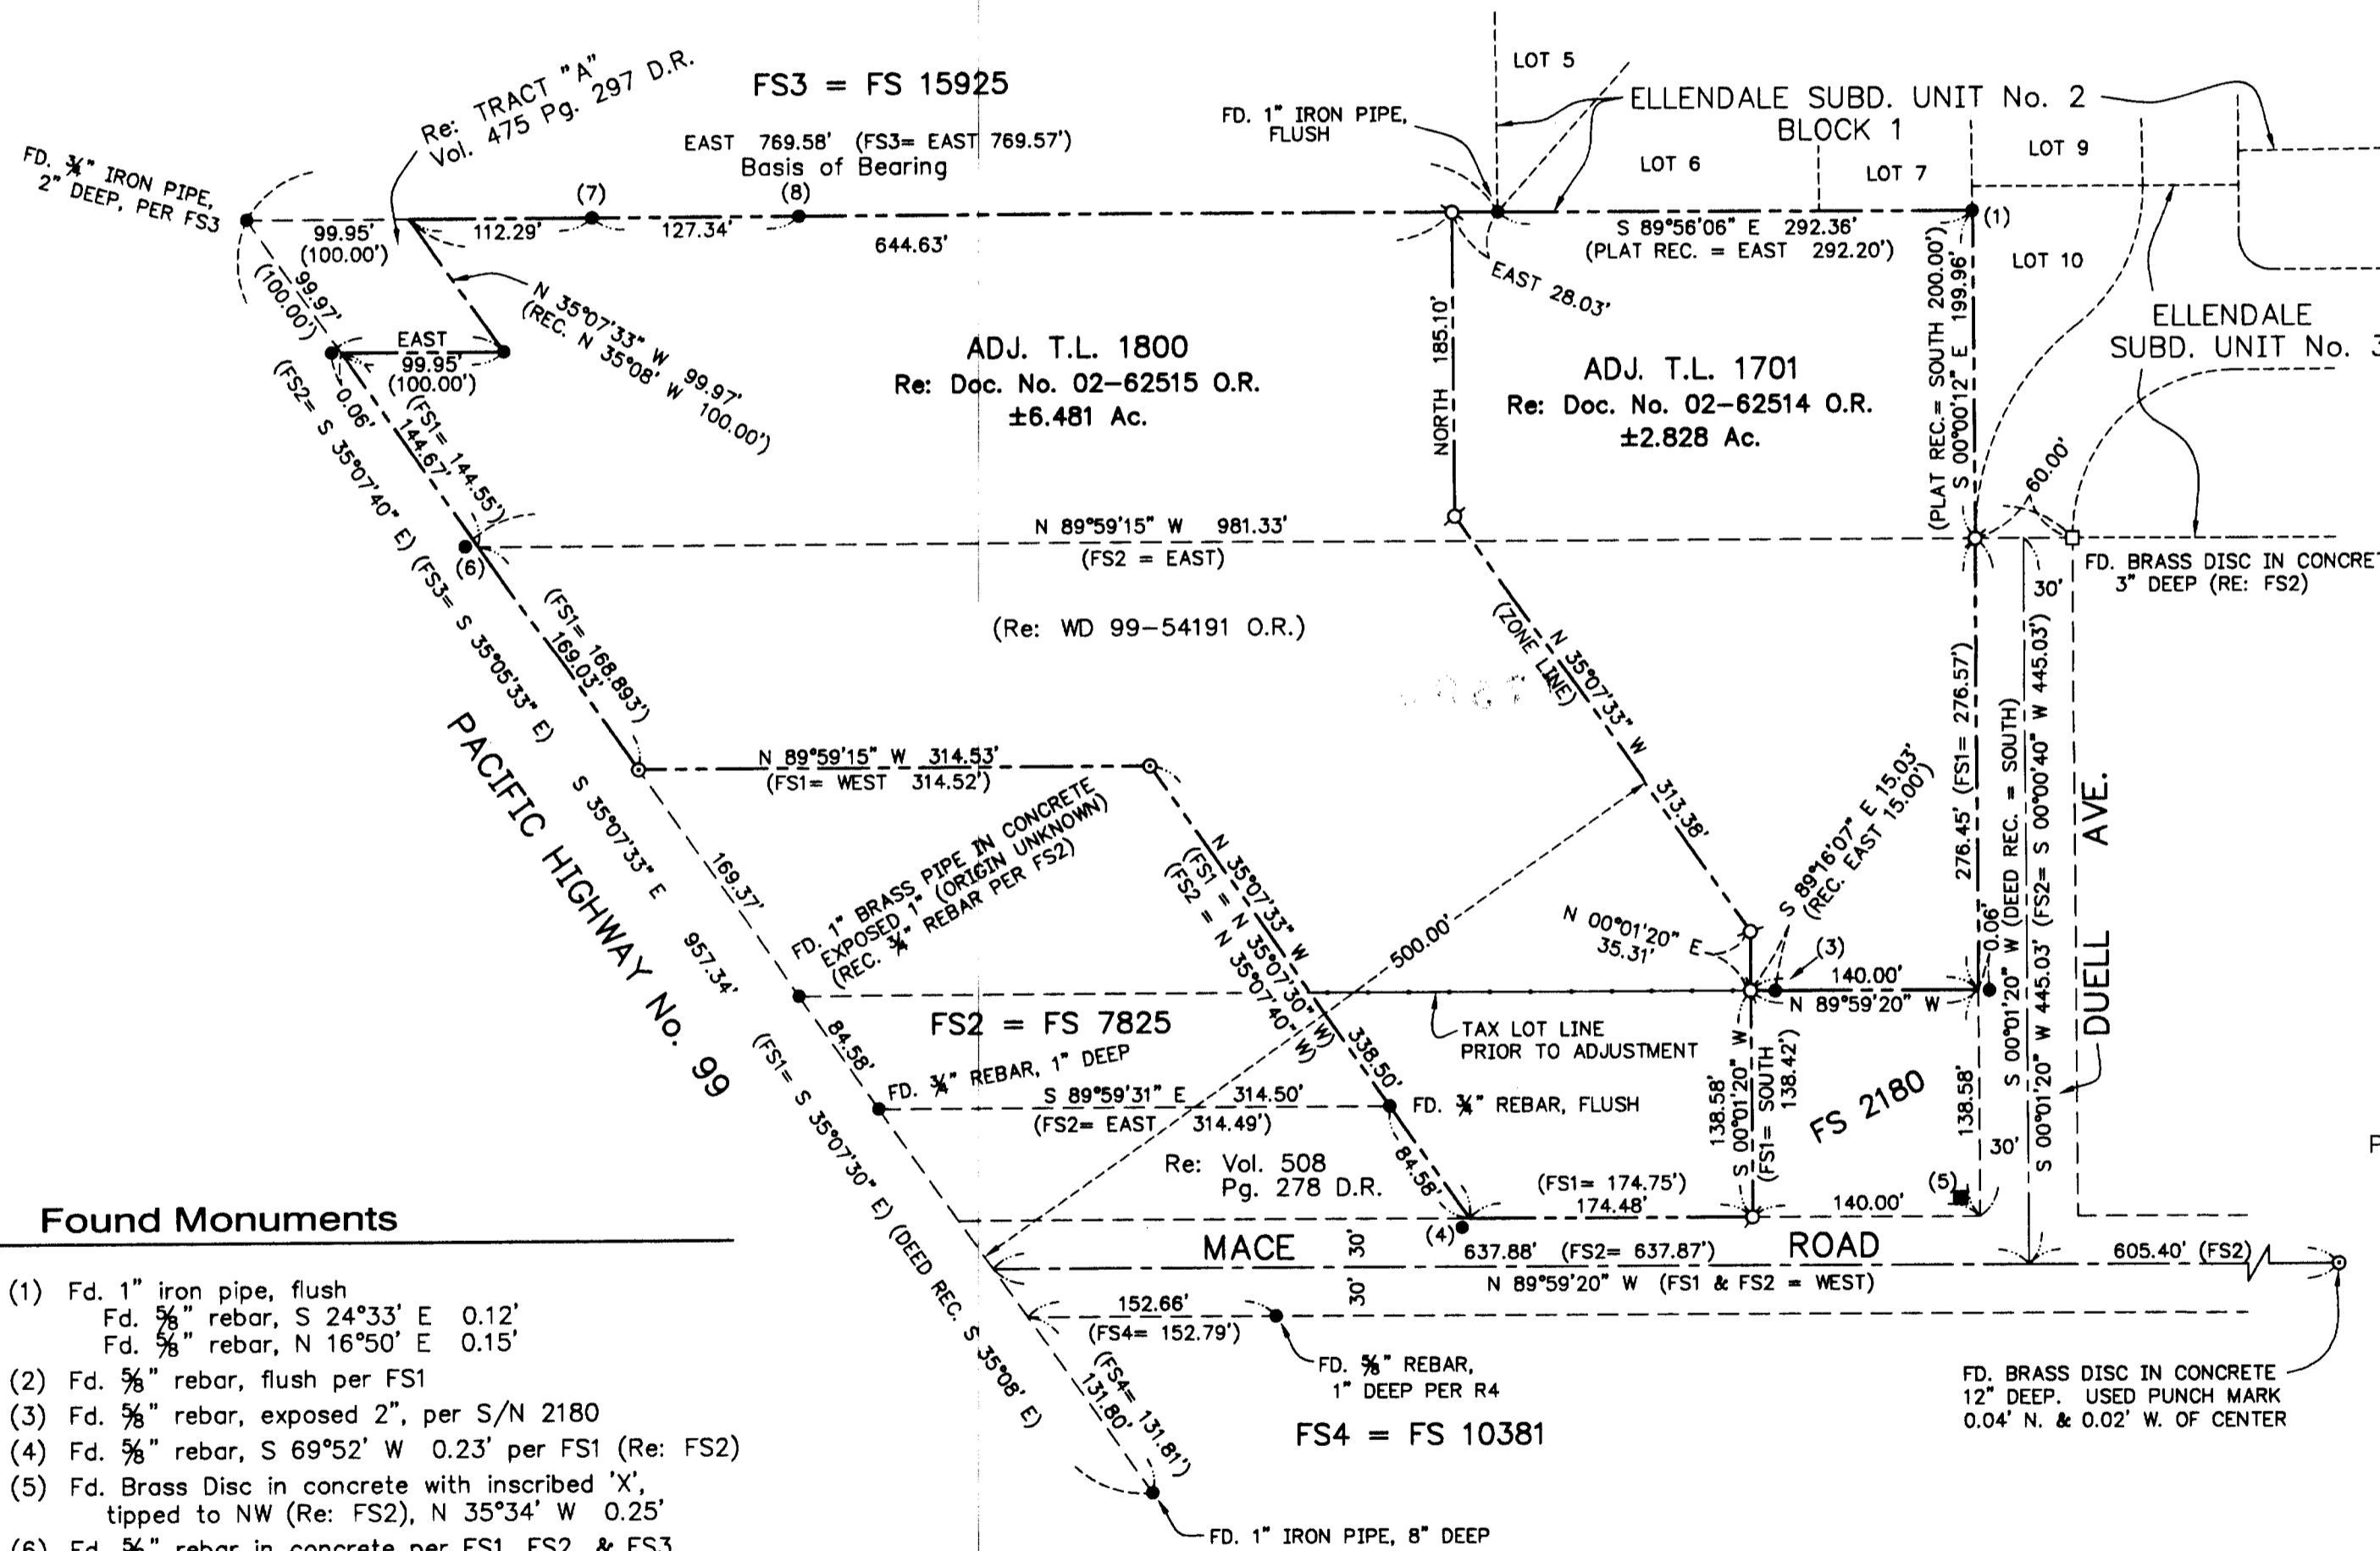 Re: TRACT "A"
Vol. 475 Pg. 297 D.R.
FS3 = FS 15925
EAST 769.58' (FS3= EAST 769.57')
Basis of Bearing
FD. 3/4" IRON PIPE,
2" DEEP, PER FS3
(7)
(8)
99.95'
(100.00')
112.29'
127.34'
644.63'
FD. 1" IRON PIPE,
FLUSH
LOT 5
ELLENDALE SUBD. UNIT No. 2
BLOCK 1
LOT 6
LOT 7
LOT 9
LOT 10
(1)
S 89°56'06" E 292.36'
(PLAT REC. = EAST 292.20')
EAST 28.03'
ELLENDALE
SUBD. UNIT No. 3
99.97'
(100.00')
N 35°07'33" W 99.97'
(REC. N 35°08' W 100.00')
EAST
99.95'
(100.00')
0.06'
(FS1= 144.55')
144.67'
(FS2= S 35°07'40" E) (FS3= S 35°05'33" E)
S 35°07'33" E 957.34'
(FS1= S 35°07'30" E) (DEED REC. S 35°08' E)
ADJ. T.L. 1800
Re: Doc. No. 02-62515 O.R.
±6.481 Ac.
NORTH 185.10'
ADJ. T.L. 1701
Re: Doc. No. 02-62514 O.R.
±2.828 Ac.
(PLAT REC.= SOUTH 200.00')
S 00°00'12" E 199.96'
60.00'
(6)
N 89°59'15" W 981.33'
(FS2 = EAST)
FD. BRASS DISC IN CONCRET
3" DEEP (RE: FS2)
30'
(FS1= 168.893')
169.03'
(Re: WD 99-54191 O.R.)
N 35°07'33" W 313.38'
(ZONE LINE)
276.45' (FS1= 276.57')
S 00°01'20" W (DEED REC. = SOUTH)
S 00°01'20" W 445.03' (FS2= S 00°00'40" W 445.03')
DUELL AVE.
PACIFIC HIGHWAY No. 99
N 89°59'15" W 314.53'
(FS1= WEST 314.52')
169.37'
FD. 1" BRASS PIPE IN CONCRETE
EXPOSED 1" (ORIGIN UNKNOWN)
(REC. 3/4" REBAR PER FS2)
N 35°07'33" W
(FS1 = N 35°07'30" W)
(FS2 = N 35°07'40" W)
338.50'
500.00'
N 00°01'20" E
35.31'
S 89°16'07" E 15.03'
(REC. EAST 15.00')
(3)
0.06'
140.00'
N 89°59'20" W
FS2 = FS 7825
TAX LOT LINE
PRIOR TO ADJUSTMENT
84.58'
FD. 3/4" REBAR, 1" DEEP
S 89°59'31" E 314.50'
(FS2= EAST 314.49')
FD. 3/4" REBAR, FLUSH
138.58'
S 00°01'20" W
(FS1= SOUTH
138.42')
FS 2180
138.58'
30'
P
Re: Vol. 508
Pg. 278 D.R.
84.58'
(FS1= 174.75')
174.48'
(5)
140.00'
(4)
MACE ROAD
30'
637.88' (FS2= 637.87')
605.40' (FS2)
N 89°59'20" W (FS1 & FS2 = WEST)
30'
152.66'
(FS4= 152.79')
(FS4= 131.81')
131.80'
FD. 5/8" REBAR,
1" DEEP PER R4
FS4 = FS 10381
FD. BRASS DISC IN CONCRETE
12" DEEP. USED PUNCH MARK
0.04' N. & 0.02' W. OF CENTER
FD. 1" IRON PIPE, 8" DEEP
Found Monuments
(1) Fd. 1" iron pipe, flush
Fd. 5/8" rebar, S 24°33' E 0.12'
Fd. 5/8" rebar, N 16°50' E 0.15'
(2) Fd. 5/8" rebar, flush per FS1
(3) Fd. 5/8" rebar, exposed 2", per S/N 2180
(4) Fd. 5/8" rebar, S 69°52' W 0.23' per FS1 (Re: FS2)
(5) Fd. Brass Disc in concrete with inscribed 'X',
tipped to NW (Re: FS2), N 35°34' W 0.25'
(6) Fd. 5/8" rebar in concrete per FS1, FS2, & FS3